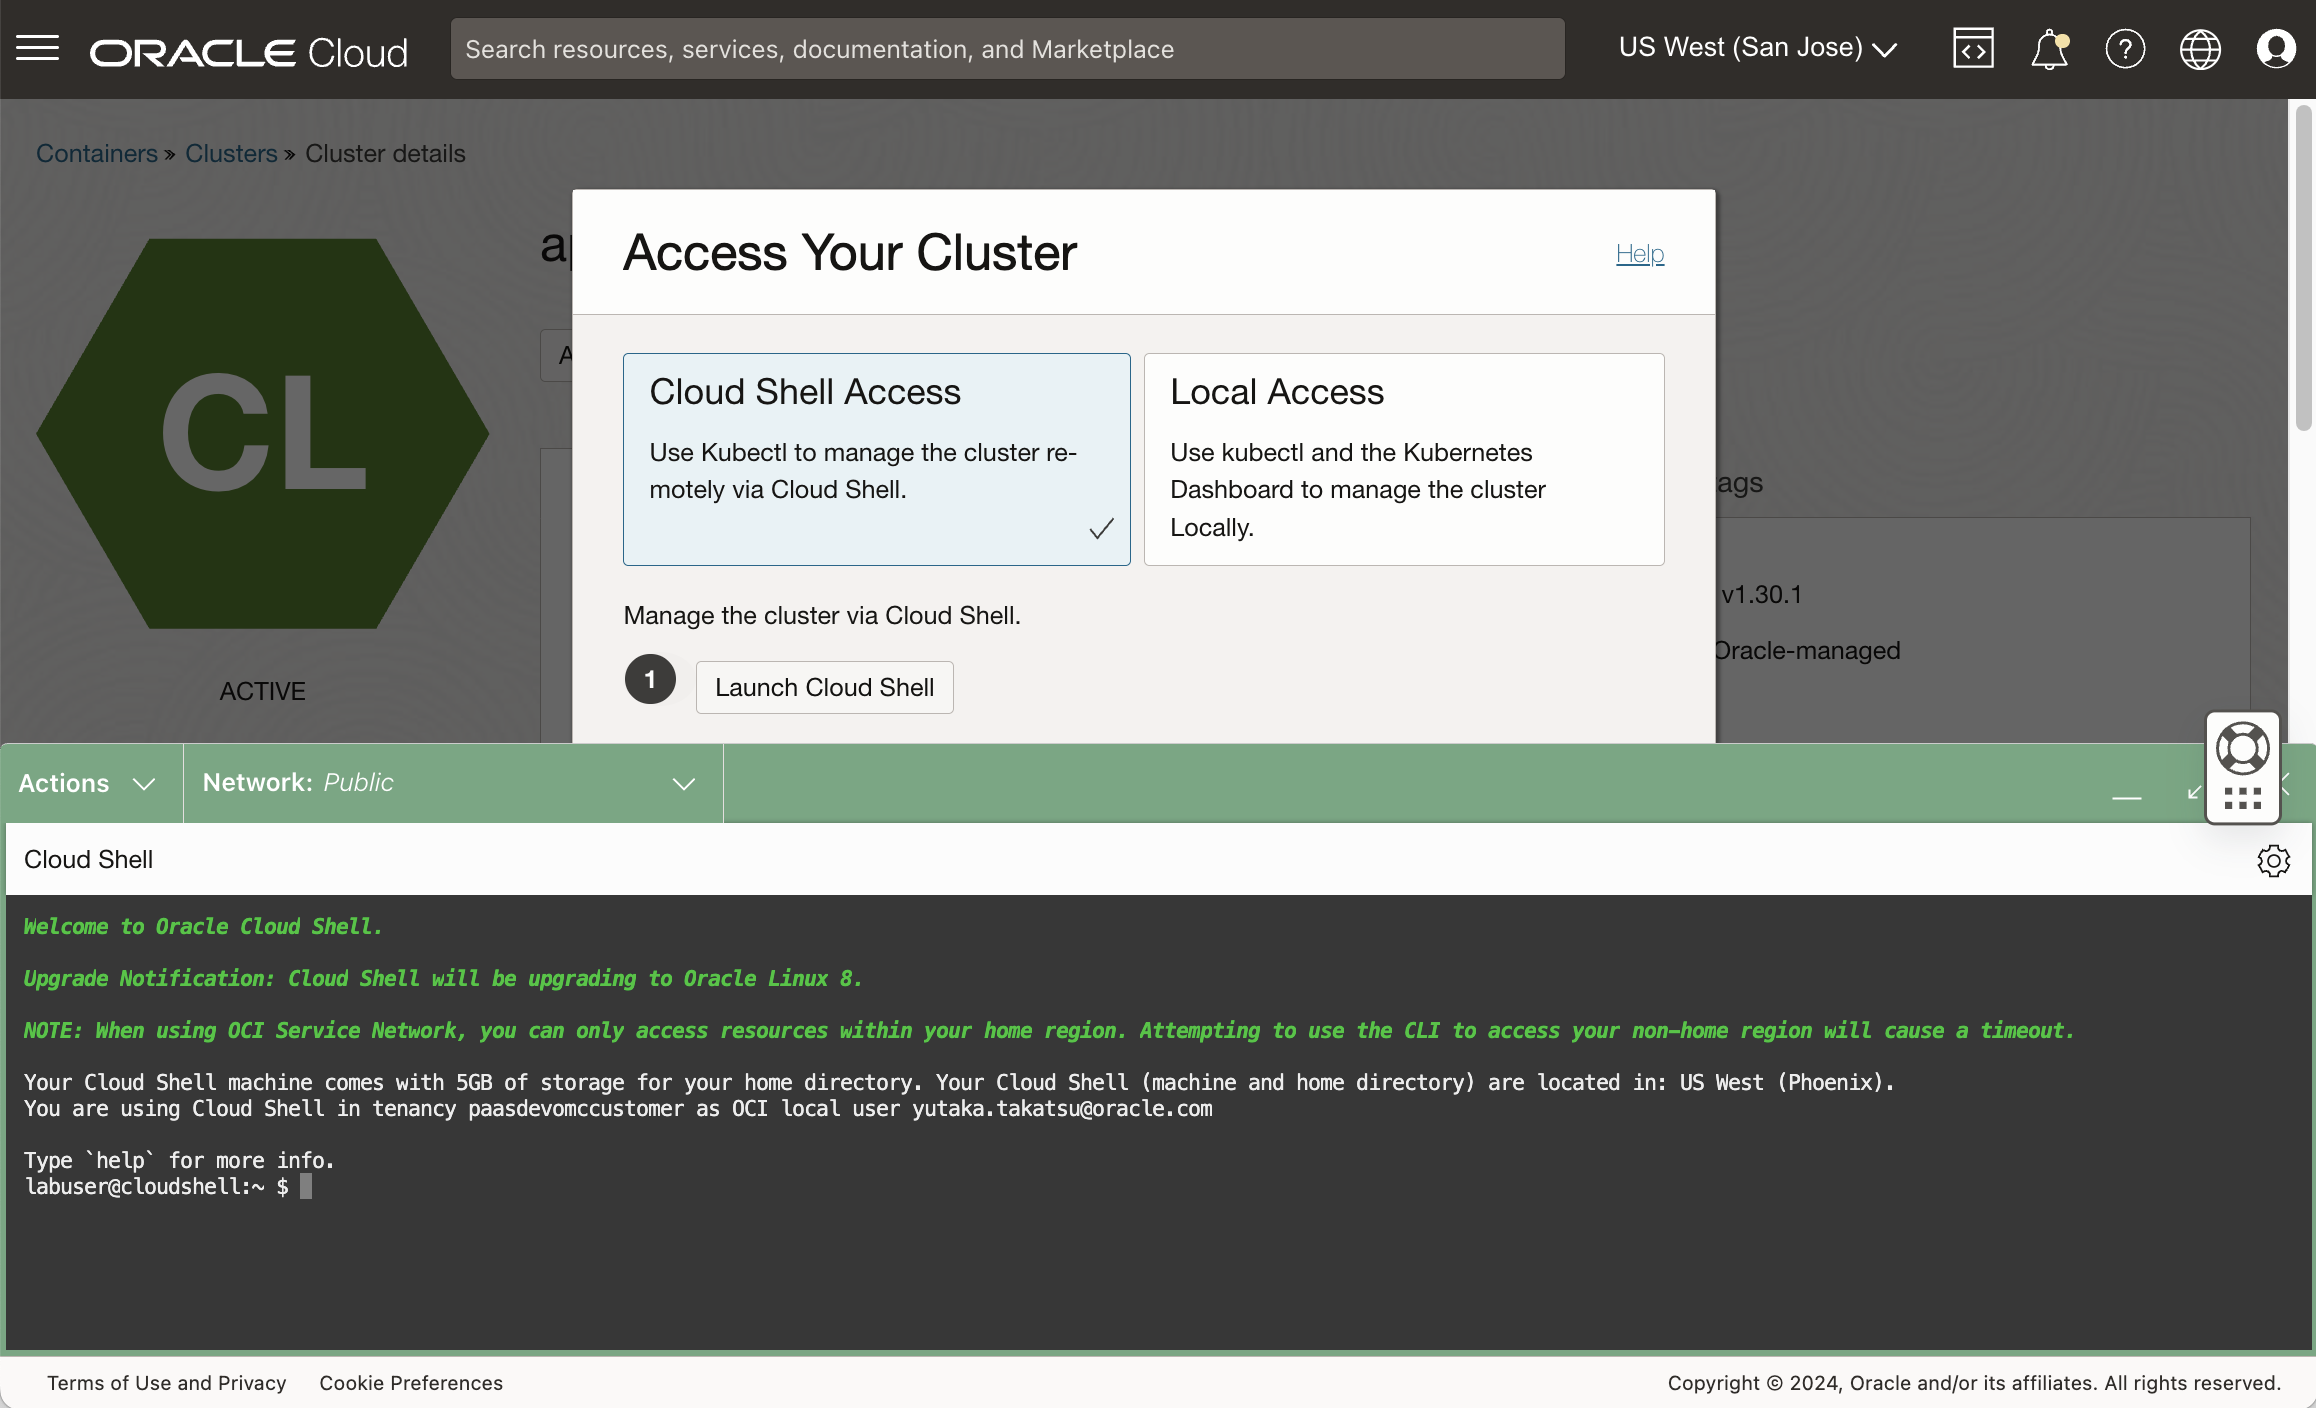 ORACLE Cloud
Search resources, services, documentation, and Marketplace
US West (San Jose)
Containers » Clusters » Cluster details
CL
ACTIVE
Access Your Cluster
Help
Cloud Shell Access
Use Kubectl to manage the cluster re-
motely via Cloud Shell.
Local Access
Use kubectl and the Kubernetes
Dashboard to manage the cluster
Locally.
Manage the cluster via Cloud Shell.
1 Launch Cloud Shell
v1.30.1
Oracle-managed
Actions
Network: Public
Cloud Shell
Welcome to Oracle Cloud Shell.
Upgrade Notification: Cloud Shell will be upgrading to Oracle Linux 8.
NOTE: When using OCI Service Network, you can only access resources within your home region. Attempting to use the CLI to access your non-home region will cause a timeout.
Your Cloud Shell machine comes with 5GB of storage for your home directory. Your Cloud Shell (machine and home directory) are located in: US West (Phoenix).
You are using Cloud Shell in tenancy paasdevomccustomer as OCI local user yutaka.takatsu@oracle.com
Type `help` for more info.
labuser@cloudshell:~ $
Terms of Use and Privacy
Cookie Preferences
Copyright © 2024, Oracle and/or its affiliates. All rights reserved.